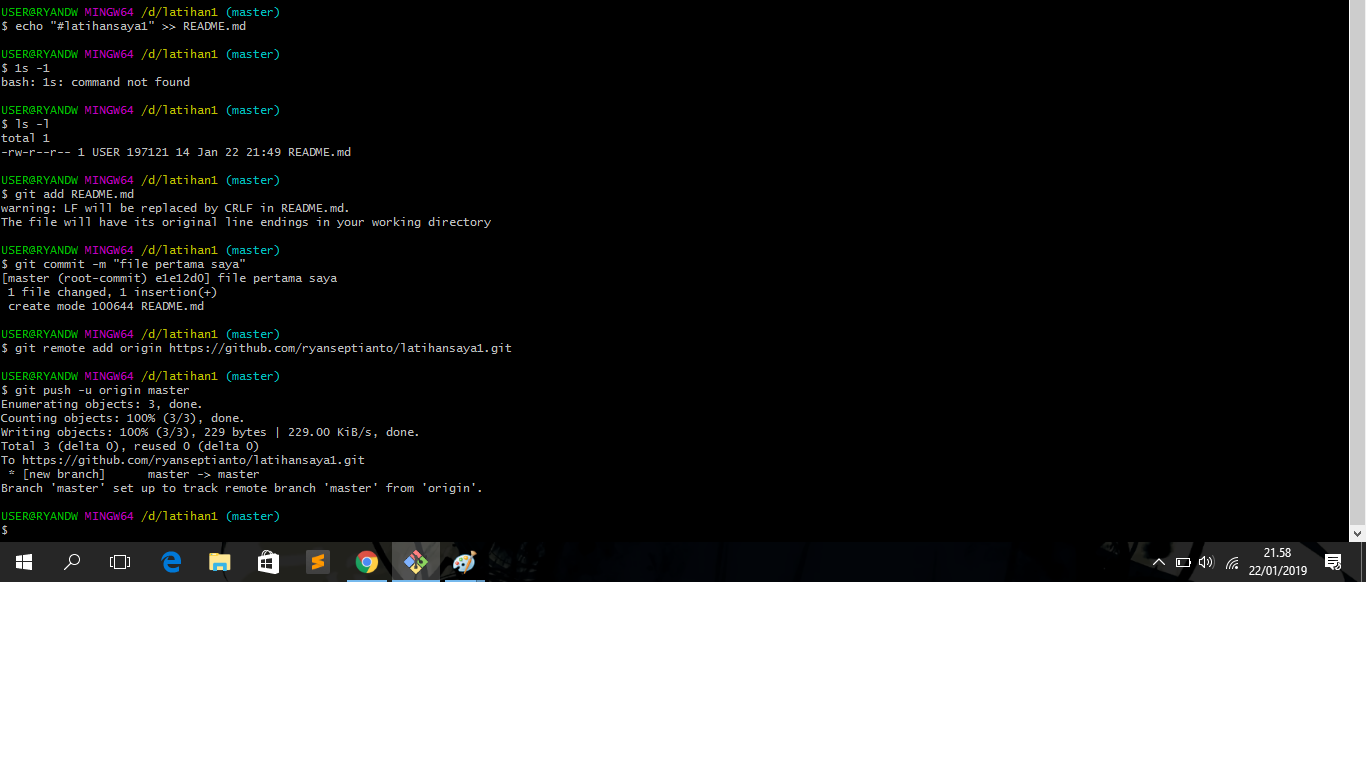 USER@RYANDW MINGW64 /d/latihan1 (master)
$ echo "#latihansaya1" >> README.md
USER@RYANDW MINGW64 /d/latihan1 (master)
$ 1s -1
bash: 1s: command not found
USER@RYANDW MINGW64 /d/latihan1 (master)
$ ls -l
total 1
-rw-r--r-- 1 USER 197121 14 Jan 22 21:49 README.md
USER@RYANDW MINGW64 /d/latihan1 (master)
$ git add README.md
warning: LF will be replaced by CRLF in README.md.
The file will have its original line endings in your working directory
USER@RYANDW MINGW64 /d/latihan1 (master)
$ git commit -m "file pertama saya"
[master (root-commit) e1e12d0] file pertama saya
 1 file changed, 1 insertion(+)
 create mode 100644 README.md
USER@RYANDW MINGW64 /d/latihan1 (master)
$ git remote add origin https://github.com/ryanseptianto/latihansaya1.git
USER@RYANDW MINGW64 /d/latihan1 (master)
$ git push -u origin master
Enumerating objects: 3, done.
Counting objects: 100% (3/3), done.
Writing objects: 100% (3/3), 229 bytes | 229.00 KiB/s, done.
Total 3 (delta 0), reused 0 (delta 0)
To https://github.com/ryanseptianto/latihansaya1.git
 * [new branch]      master -> master
Branch 'master' set up to track remote branch 'master' from 'origin'.
USER@RYANDW MINGW64 /d/latihan1 (master)
$
21.58
22/01/2019